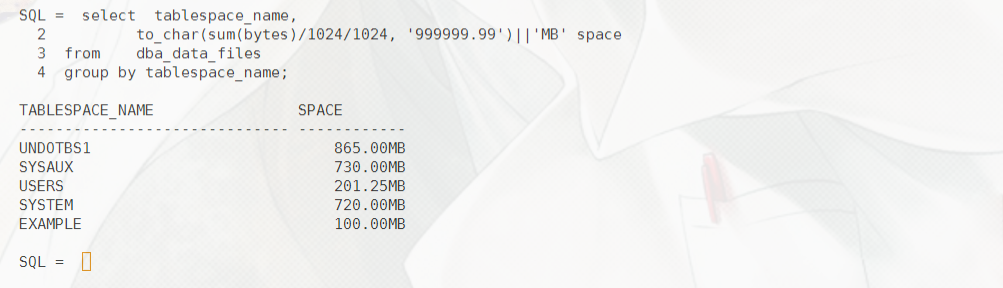 SQL =  select  tablespace_name,
  2          to_char(sum(bytes)/1024/1024, '999999.99')||'MB' space
  3  from    dba_data_files
  4  group by tablespace_name;
TABLESPACE_NAME                SPACE
------------------------------ ------------
UNDOTBS1                           865.00MB
SYSAUX                             730.00MB
USERS                              201.25MB
SYSTEM                             720.00MB
EXAMPLE                            100.00MB
SQL =